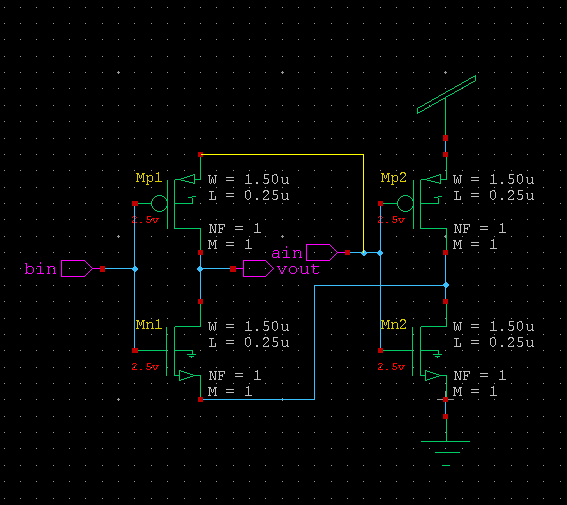 Mp1
W = 1.50u
L = 0.25u
2.5v
NF = 1
M = 1
Mp2
W = 1.50u
L = 0.25u
2.5v
NF = 1
M = 1
bin
vout
ain
Mn1
W = 1.50u
L = 0.25u
2.5v
NF = 1
M = 1
Mn2
W = 1.50u
L = 0.25u
2.5v
NF = 1
M = 1